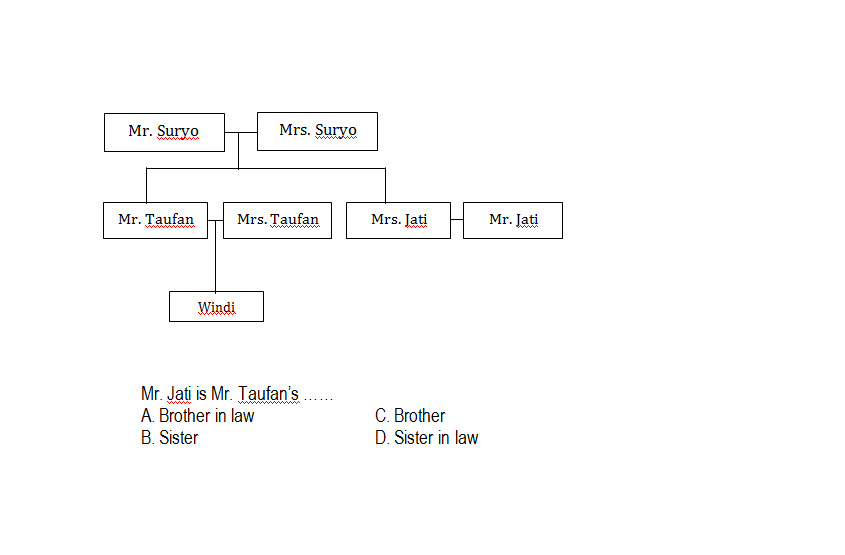 Mr. Suryo
Mrs. Suryo
Mr. Taufan
Mrs. Taufan
Mrs. Jati
Mr. Jati
Windi
Mr. Jati is Mr. Taufan's ……
A. Brother in law
C. Brother
B. Sister
D. Sister in law